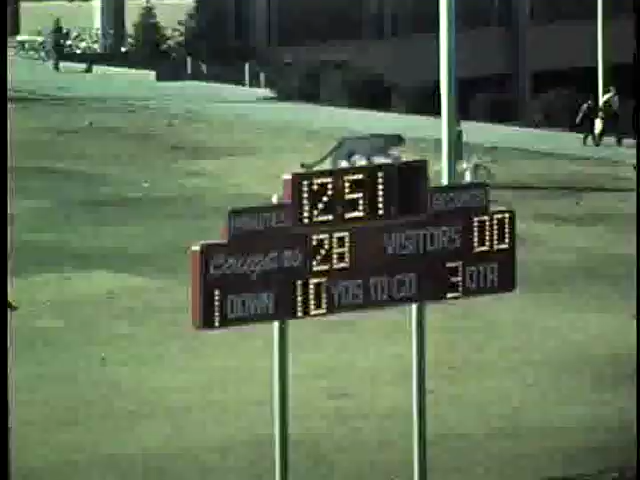 12:51
MINUTES SECONDS
Cougars 28 VISITORS 00
1 DOWN 10 YDS TO GO 3 QTR